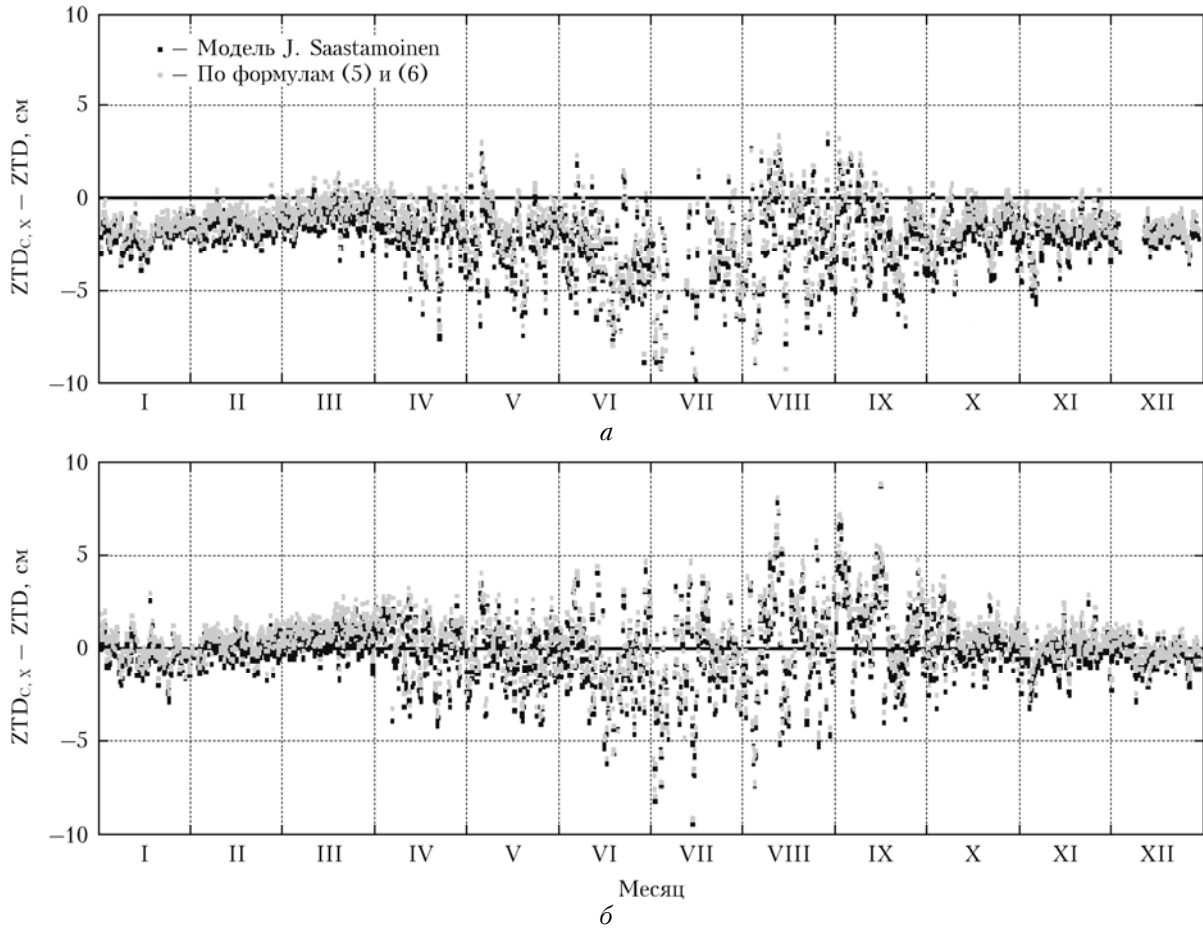 10
▪ – Модель J. Saastamoinen
▪ – По формулам (5) и (6)
5
0
−5
−10
ZTD_C, X − ZTD, см
I II III IV V VI VII VIII IX X XI XII
а
10
5
0
−5
−10
ZTD_C, X − ZTD, см
I II III IV V VI VII VIII IX X XI XII
Месяц
б